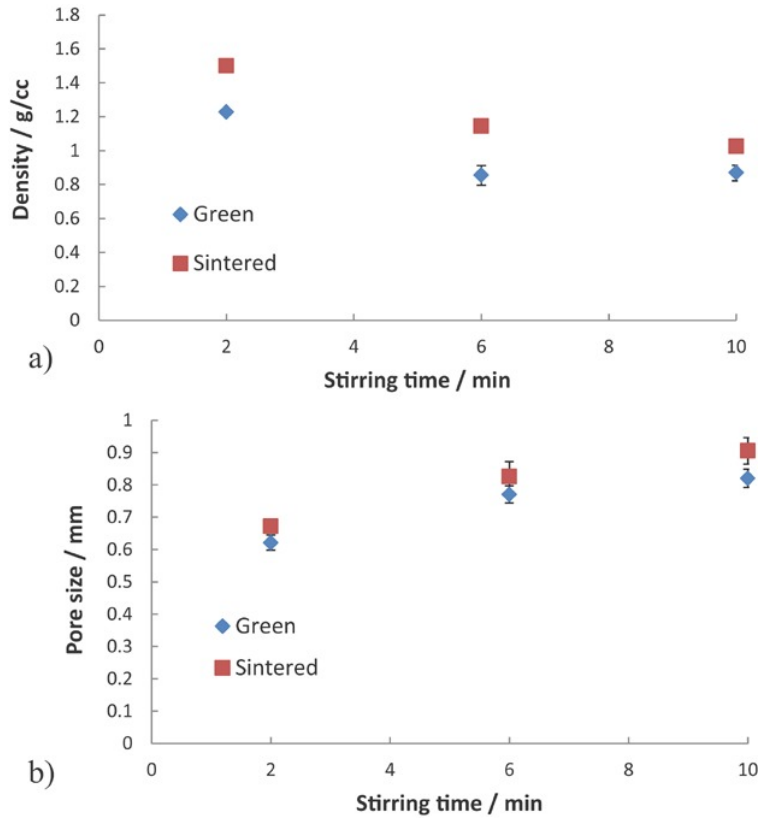 1.8
1.6
1.4
1.2
1
0.8
0.6
0.4
0.2
0
Density / g/cc
Green
Sintered
0 2 4 6 8 10
Stirring time / min
a)
1
0.9
0.8
0.7
0.6
0.5
0.4
0.3
0.2
0.1
0
Pore size / mm
Green
Sintered
0 2 4 6 8 10
Stirring time / min
b)